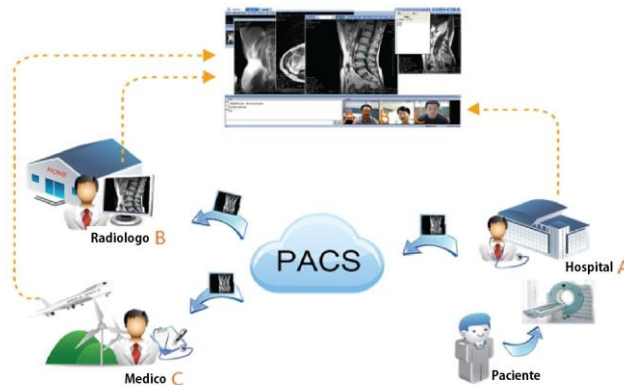 HOME
Radiologo B
PACS
Hospital A
Medico C
Paciente